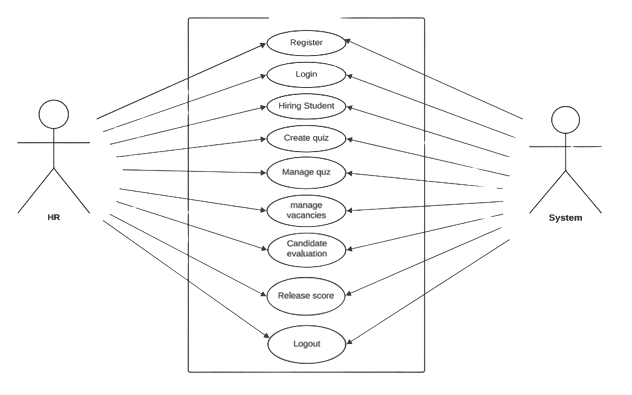 Register
Login
Hiring Student
Create quiz
Manage quz
manage
vacancies
Candidate
evaluation
Release score
Logout
HR
System